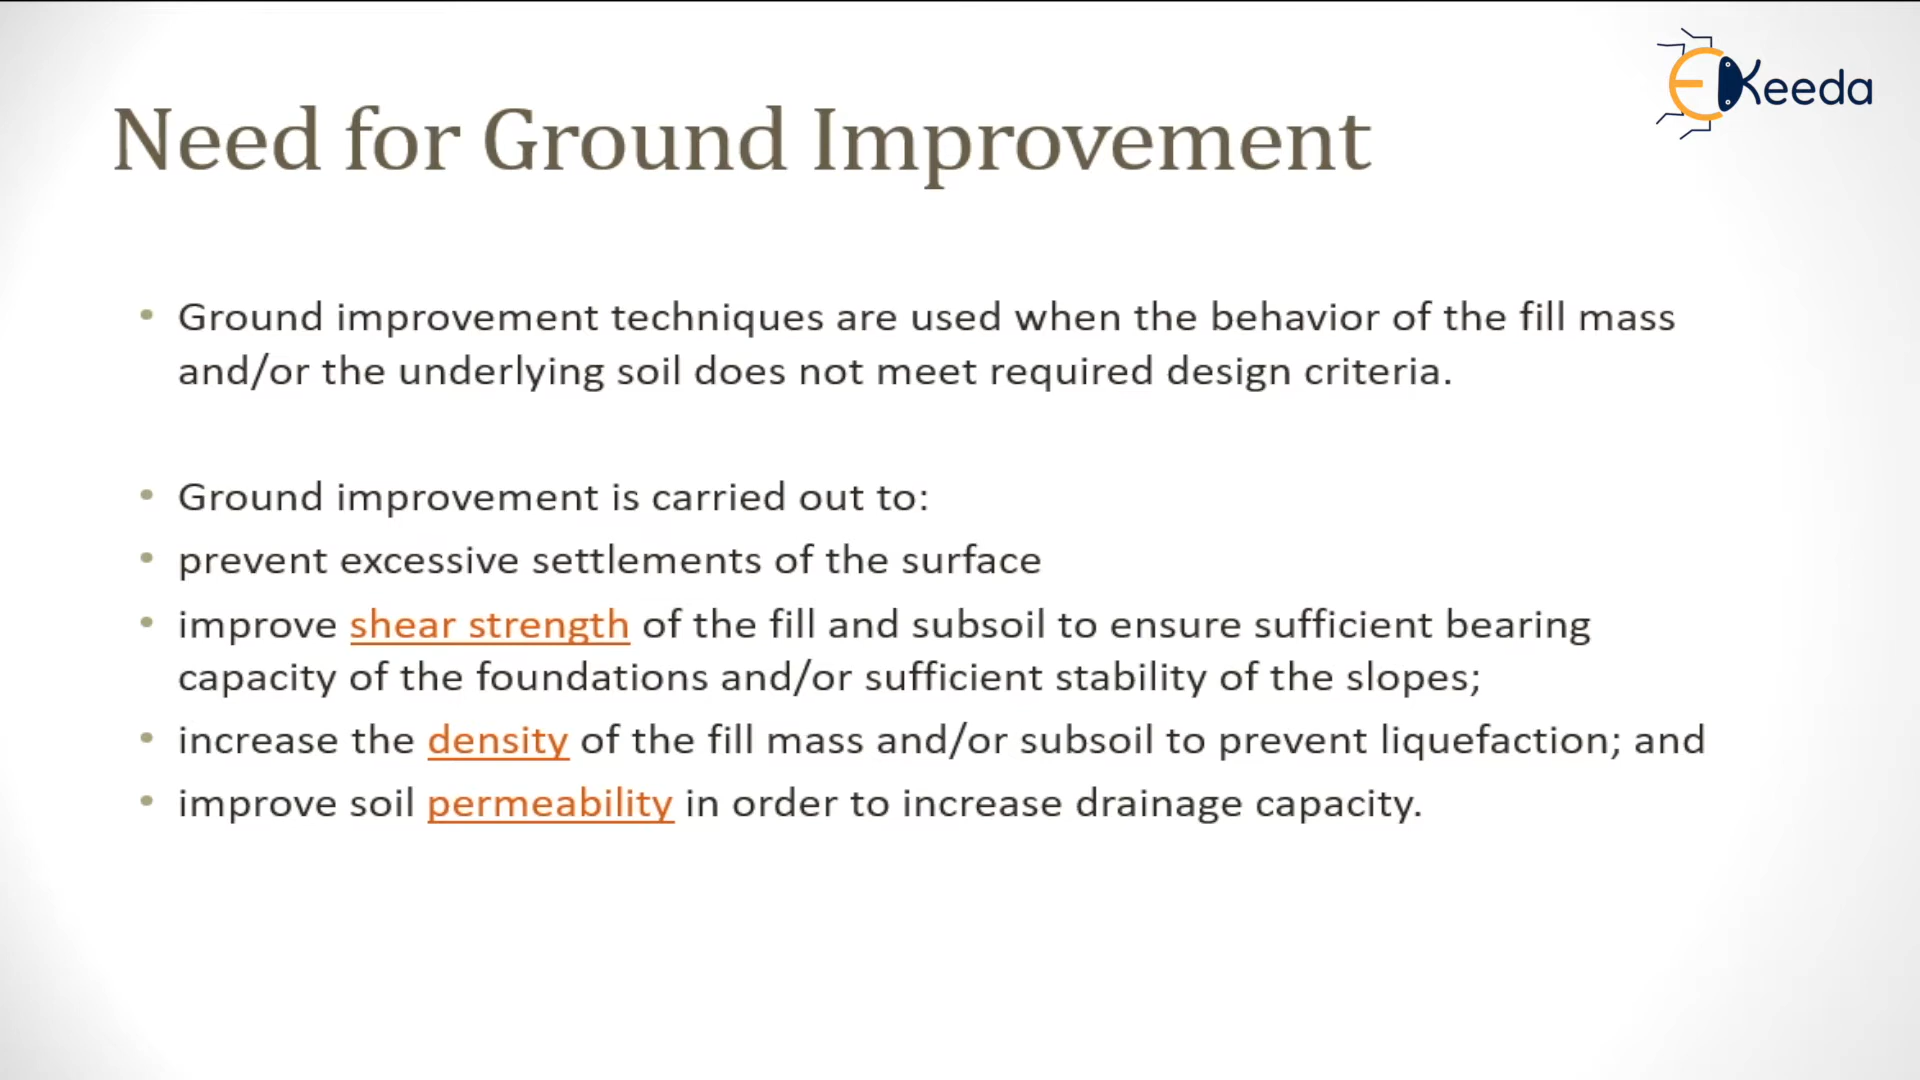 EKeeda
Need for Ground Improvement
• Ground improvement techniques are used when the behavior of the fill mass
and/or the underlying soil does not meet required design criteria.
• Ground improvement is carried out to:
• prevent excessive settlements of the surface
• improve shear strength of the fill and subsoil to ensure sufficient bearing
capacity of the foundations and/or sufficient stability of the slopes;
• increase the density of the fill mass and/or subsoil to prevent liquefaction; and
• improve soil permeability in order to increase drainage capacity.